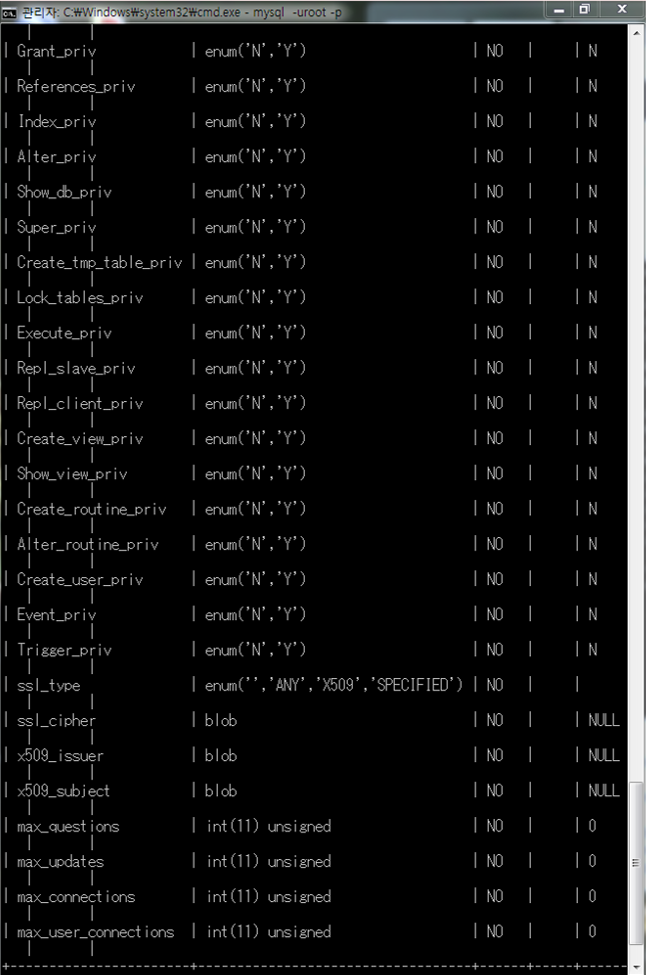 관리자: C:\Windows\system32\cmd.exe - mysql -uroot -p
| Grant_priv | enum('N','Y') | NO | | N
| |
| References_priv | enum('N','Y') | NO | | N
| |
| Index_priv | enum('N','Y') | NO | | N
| |
| Alter_priv | enum('N','Y') | NO | | N
| |
| Show_db_priv | enum('N','Y') | NO | | N
| |
| Super_priv | enum('N','Y') | NO | | N
| |
| Create_tmp_table_priv | enum('N','Y') | NO | | N
| |
| Lock_tables_priv | enum('N','Y') | NO | | N
| |
| Execute_priv | enum('N','Y') | NO | | N
| |
| Repl_slave_priv | enum('N','Y') | NO | | N
| |
| Repl_client_priv | enum('N','Y') | NO | | N
| |
| Create_view_priv | enum('N','Y') | NO | | N
| |
| Show_view_priv | enum('N','Y') | NO | | N
| |
| Create_routine_priv | enum('N','Y') | NO | | N
| |
| Alter_routine_priv | enum('N','Y') | NO | | N
| |
| Create_user_priv | enum('N','Y') | NO | | N
| |
| Event_priv | enum('N','Y') | NO | | N
| |
| Trigger_priv | enum('N','Y') | NO | | N
| |
| ssl_type | enum('','ANY','X509','SPECIFIED') | NO | |
| |
| ssl_cipher | blob | NO | | NULL
| |
| x509_issuer | blob | NO | | NULL
| |
| x509_subject | blob | NO | | NULL
| |
| max_questions | int(11) unsigned | NO | | 0
| |
| max_updates | int(11) unsigned | NO | | 0
| |
| max_connections | int(11) unsigned | NO | | 0
| |
| max_user_connections | int(11) unsigned | NO | | 0
| |